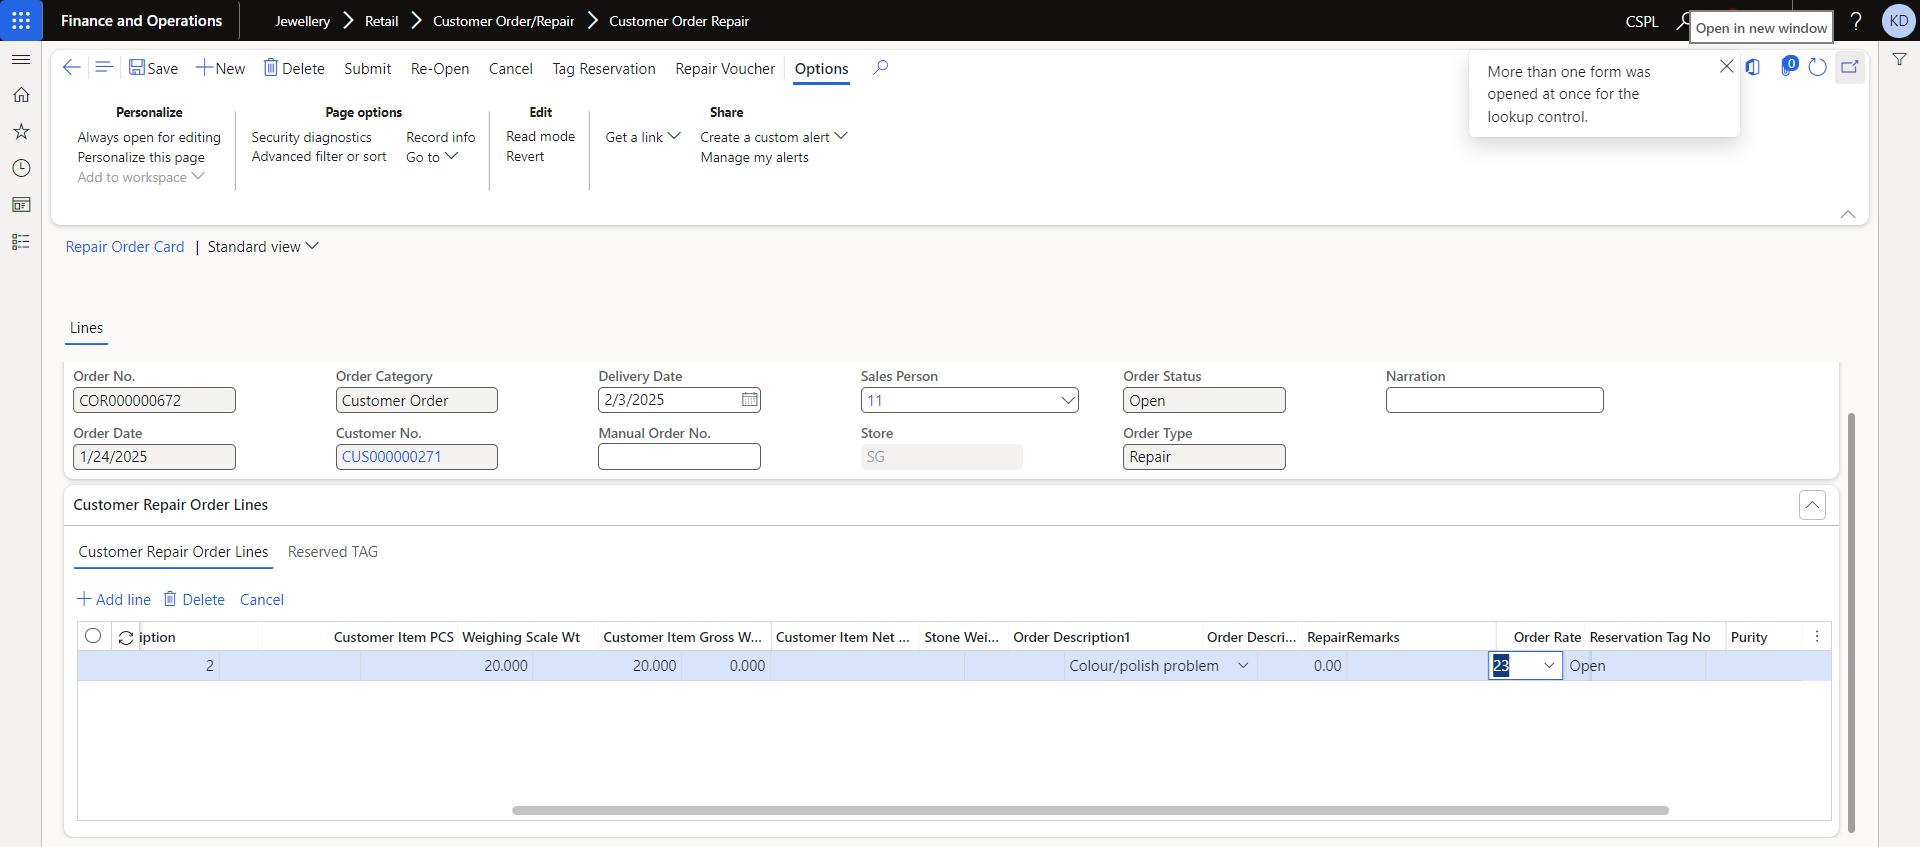 Finance and Operations
Jewellery
Retail
Customer Order/Repair
Customer Order Repair
CSPL
Open in new window
?
KD
Save
New
Delete
Submit
Re-Open
Cancel
Tag Reservation
Repair Voucher
Options
0
More than one form was
opened at once for the
lookup control.
Personalize
Always open for editing
Personalize this page
Add to workspace
Page options
Security diagnostics
Advanced filter or sort
Record info
Go to
Edit
Read mode
Revert
Get a link
Share
Create a custom alert
Manage my alerts
Repair Order Card | Standard view
Lines
Order No.
COR000000672
Order Category
Customer Order
Delivery Date
2/3/2025
Sales Person
11
Order Status
Open
Narration
Order Date
1/24/2025
Customer No.
CUS000000271
Manual Order No.
Store
SG
Order Type
Repair
Customer Repair Order Lines
Customer Repair Order Lines
Reserved TAG
Add line
Delete
Cancel
iption Customer Item PCS Weighing Scale Wt Customer Item Gross W... Customer Item Net ... Stone Wei... Order Description1 Order Descri... RepairRemarks Order Rate Reservation Tag No Purity
2 20.000 20.000 0.000 Colour/polish problem 0.00 23 Open